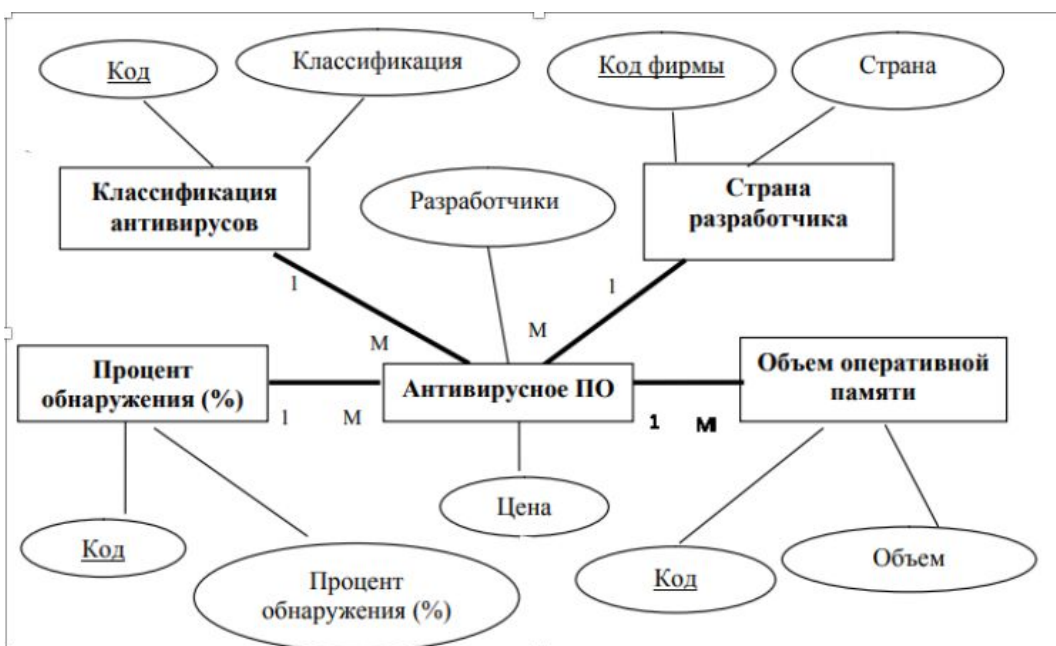 Код
Классификация
Код фирмы
Страна
Классификация
антивирусов
Разработчики
Страна
разработчика
1
1
М
М
Процент
обнаружения (%)
Антивирусное ПО
Объем оперативной
памяти
1
М
1
М
Цена
Код
Процент
обнаружения (%)
Код
Объем